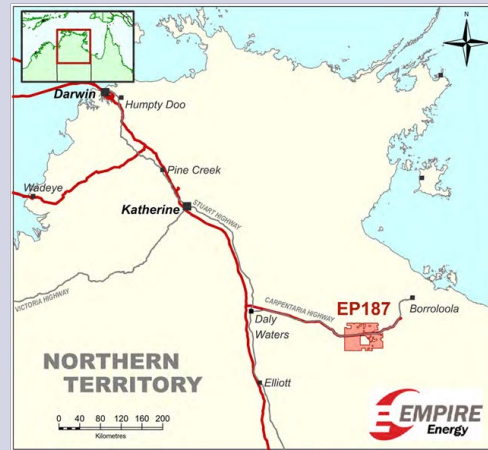 N
Darwin
Humpty Doo
Pine Creek
Wadeye
Katherine
STUART HIGHWAY
VICTORIA HIGHWAY
CARPENTARIA HIGHWAY
EP187
Borroloola
Daly
Waters
NORTHERN
TERRITORY
Elliott
0 40 80 120 160 200
Kilometres
EMPIRE
Energy